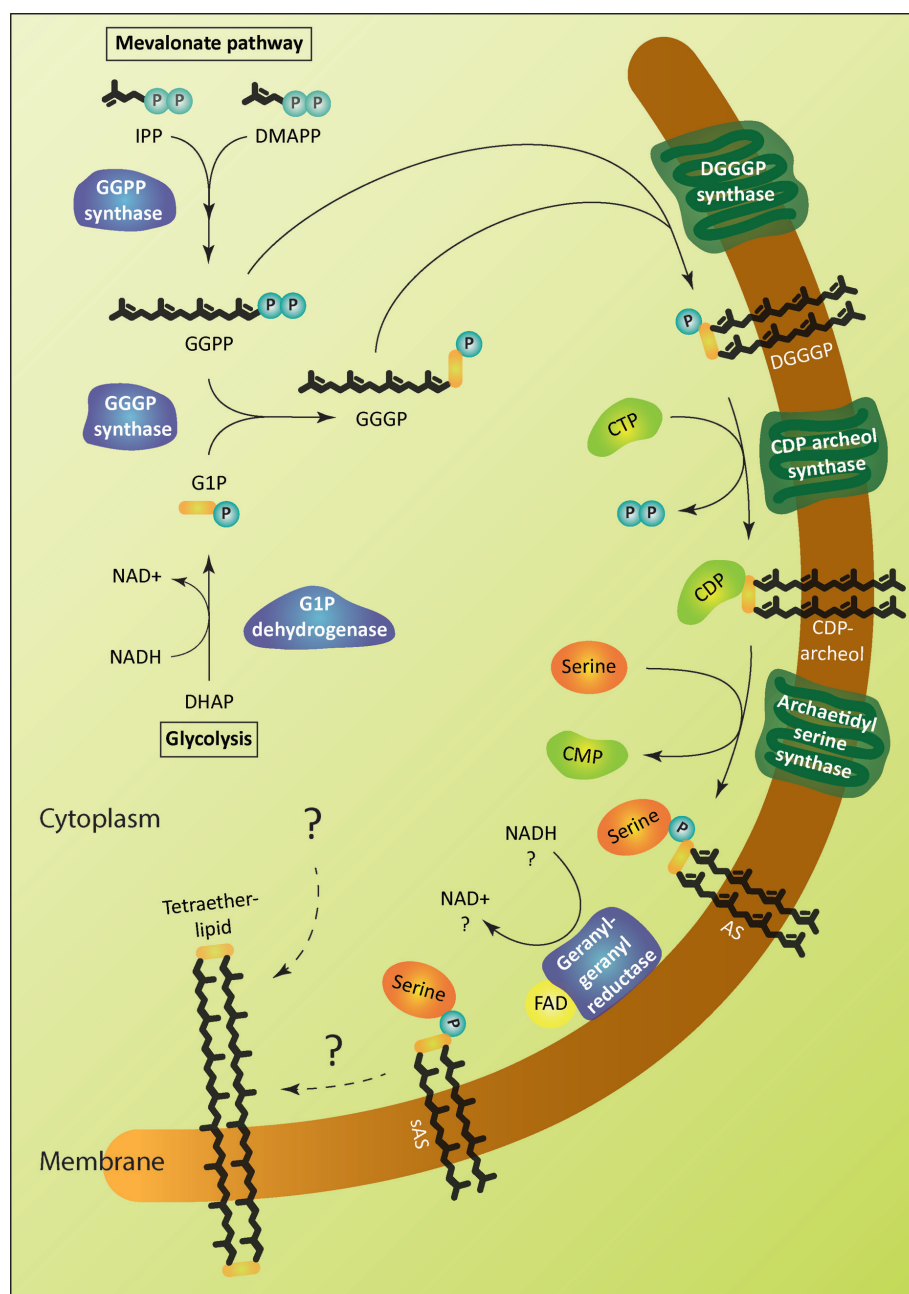 Mevalonate pathway
P P
P P
IPP
DMAPP
GGPP
synthase
DGGGP
synthase
P P
GGPP
P
GGGP
P
DGGGP
GGGP
synthase
CTP
CDP archeol
synthase
G1P
P
P P
NAD+
G1P
dehydrogenase
NADH
CDP
CDP-
archeol
Serine
DHAP
Glycolysis
Archaetidyl
serine
synthase
CMP
Cytoplasm
?
Serine
P
NADH
?
AS
NAD+
?
Tetraether-
lipid
Geranyl-
geranyl
reductase
FAD
Serine
P
?
sAS
Membrane